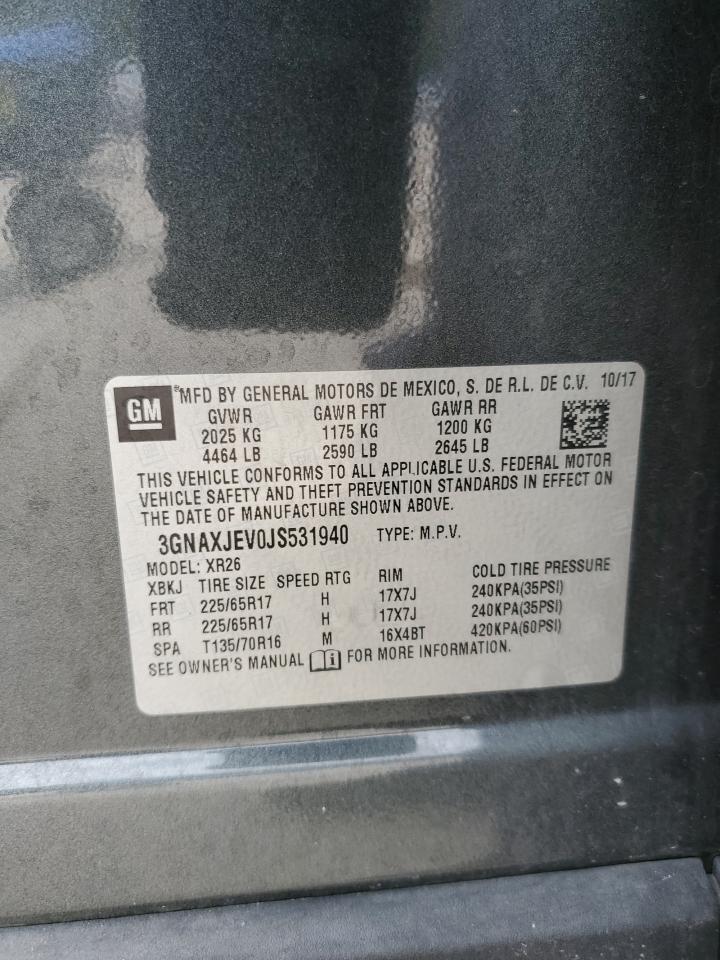 GM
®MFD BY GENERAL MOTORS DE MEXICO, S. DE R.L. DE C.V. 10/17
GVWR GAWR FRT GAWR RR
2025 KG 1175 KG 1200 KG
4464 LB 2590 LB 2645 LB
THIS VEHICLE CONFORMS TO ALL APPLICABLE U.S. FEDERAL MOTOR
VEHICLE SAFETY AND THEFT PREVENTION STANDARDS IN EFFECT ON
THE DATE OF MANUFACTURE SHOWN ABOVE.
3GNAXJEV0JS531940 TYPE: M.P.V.
MODEL: XR26
XBKJ TIRE SIZE SPEED RTG RIM COLD TIRE PRESSURE
FRT 225/65R17 H 17X7J 240KPA(35PSI)
RR 225/65R17 H 17X7J 240KPA(35PSI)
SPA T135/70R16 M 16X4BT 420KPA(60PSI)
SEE OWNER'S MANUAL FOR MORE INFORMATION.